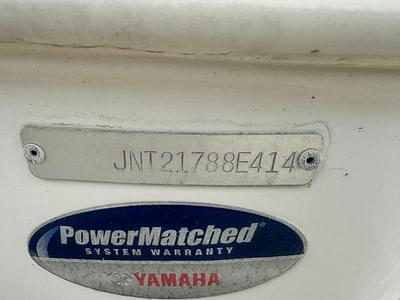 JNT21788E414
PowerMatched
SYSTEM WARRANTY
YAMAHA